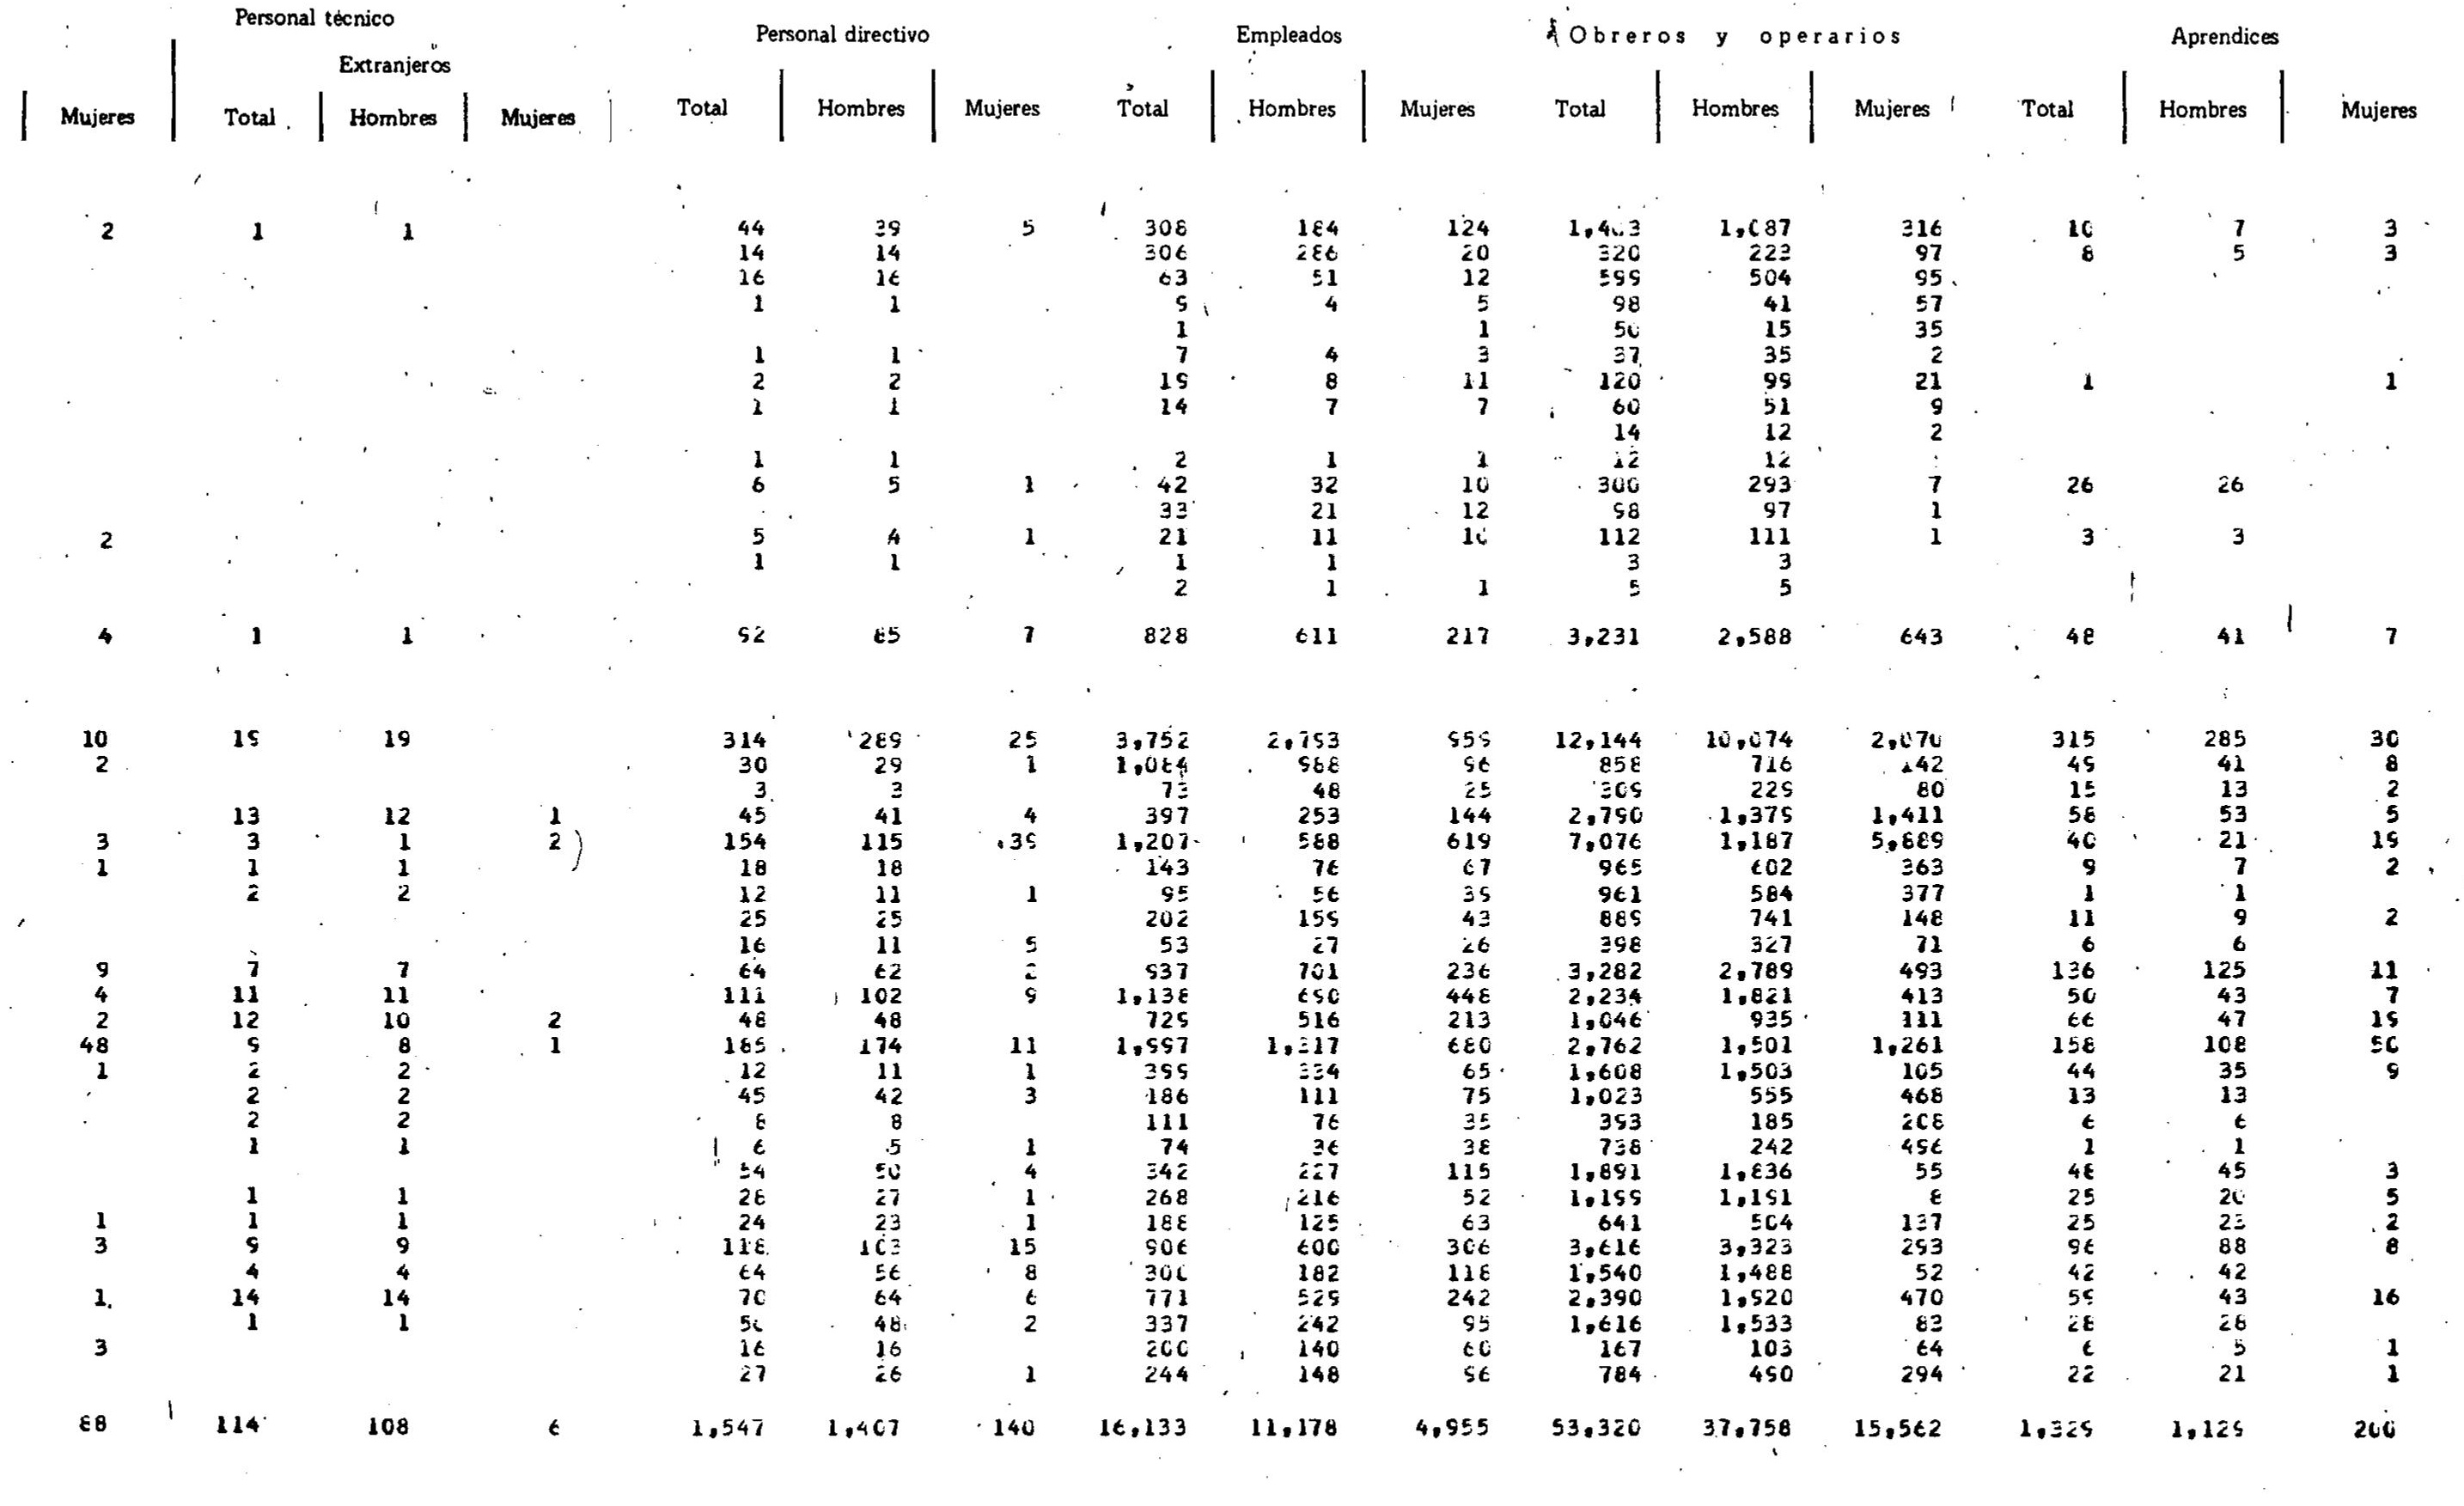 Personal técnico
Personal directivo Empleados Obreros y operarios Aprendices
Extranjeros
Mujeres Total Hombres Mujeres Total Hombres Mujeres Total Hombres Mujeres Total Hombres Mujeres Total Hombres Mujeres
2 1 1 44 39 5 308 184 124 1,403 1,087 316 10 7 3
14 14 306 286 20 320 223 97 8 5 3
16 16 63 51 12 599 504 95
1 1 9 4 5 98 41 57
1 1 50 15 35
1 1 7 4 3 37 35 2
2 2 19 8 11 120 99 21 1 1
1 1 14 7 7 60 51 9
14 12 2
1 1 2 1 1 12 12
6 5 1 42 32 10 300 293 7 26 26
33 21 12 98 97 1
2 5 4 1 21 11 10 112 111 1 3 3
1 1 1 1 3 3
2 1 1 5 5
4 1 1 92 85 7 828 611 217 3,231 2,588 643 48 41 7
10 19 19 314 289 25 3,752 2,793 959 12,144 10,074 2,070 315 285 30
2 30 29 1 1,084 988 96 858 716 142 49 41 8
3 3 73 48 25 309 229 80 15 13 2
13 12 1 45 41 4 397 253 144 2,790 1,379 1,411 58 53 5
3 3 1 2 154 115 39 1,207 588 619 7,076 1,187 5,889 40 21 19
1 1 1 18 18 143 76 67 965 602 363 9 7 2
2 2 12 11 1 95 56 39 961 584 377 1 1
25 25 202 159 43 889 741 148 11 9 2
16 11 5 53 27 26 398 327 71 6 6
9 7 7 64 62 2 937 701 236 3,282 2,789 493 136 125 11
4 11 11 111 102 9 1,138 690 448 2,234 1,821 413 50 43 7
2 12 10 2 48 48 729 516 213 1,046 935 111 66 47 19
48 9 8 1 185 174 11 1,997 1,317 680 2,762 1,501 1,261 158 108 50
1 2 2 12 11 1 399 334 65 1,608 1,503 105 44 35 9
2 2 45 42 3 186 111 75 1,023 555 468 13 13
2 2 8 8 111 76 35 393 185 208 6 6
1 1 6 5 1 74 36 38 738 242 496 1 1
54 50 4 342 227 115 1,891 1,836 55 48 45 3
1 1 28 27 1 268 216 52 1,199 1,191 8 25 20 5
1 1 1 24 23 1 188 125 63 641 504 137 25 23 2
3 9 9 118 103 15 906 600 306 3,616 3,323 293 96 88 8
4 4 64 56 8 300 182 118 1,540 1,488 52 42 42
1 14 14 70 64 6 771 529 242 2,390 1,920 470 59 43 16
1 1 50 48 2 337 242 95 1,616 1,533 83 28 28
3 16 16 200 140 60 167 103 64 6 5 1
27 26 1 244 148 96 784 490 294 22 21 1
88 114 108 6 1,547 1,407 140 16,133 11,178 4,955 53,320 37,758 15,562 1,329 1,129 200